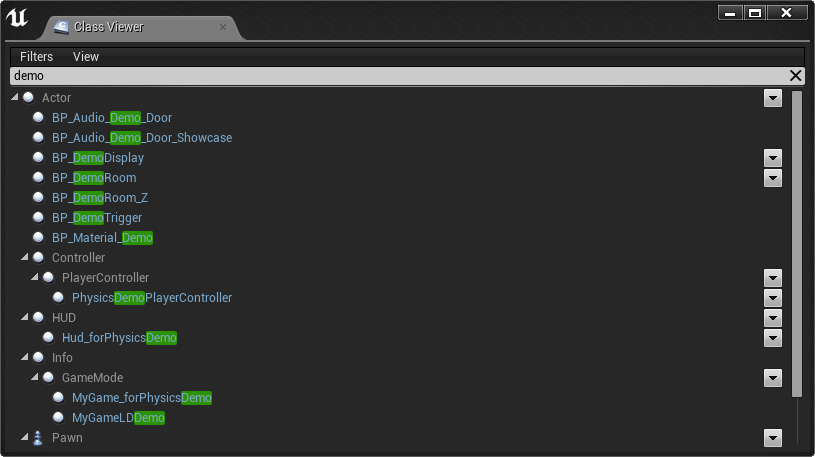 Class Viewer
Filters View
demo
Actor
BP_Audio_Demo_Door
BP_Audio_Demo_Door_Showcase
BP_DemoDisplay
BP_DemoRoom
BP_DemoRoom_Z
BP_DemoTrigger
BP_Material_Demo
Controller
PlayerController
PhysicsDemoPlayerController
HUD
Hud_forPhysicsDemo
Info
GameMode
MyGame_forPhysicsDemo
MyGameLDDemo
Pawn